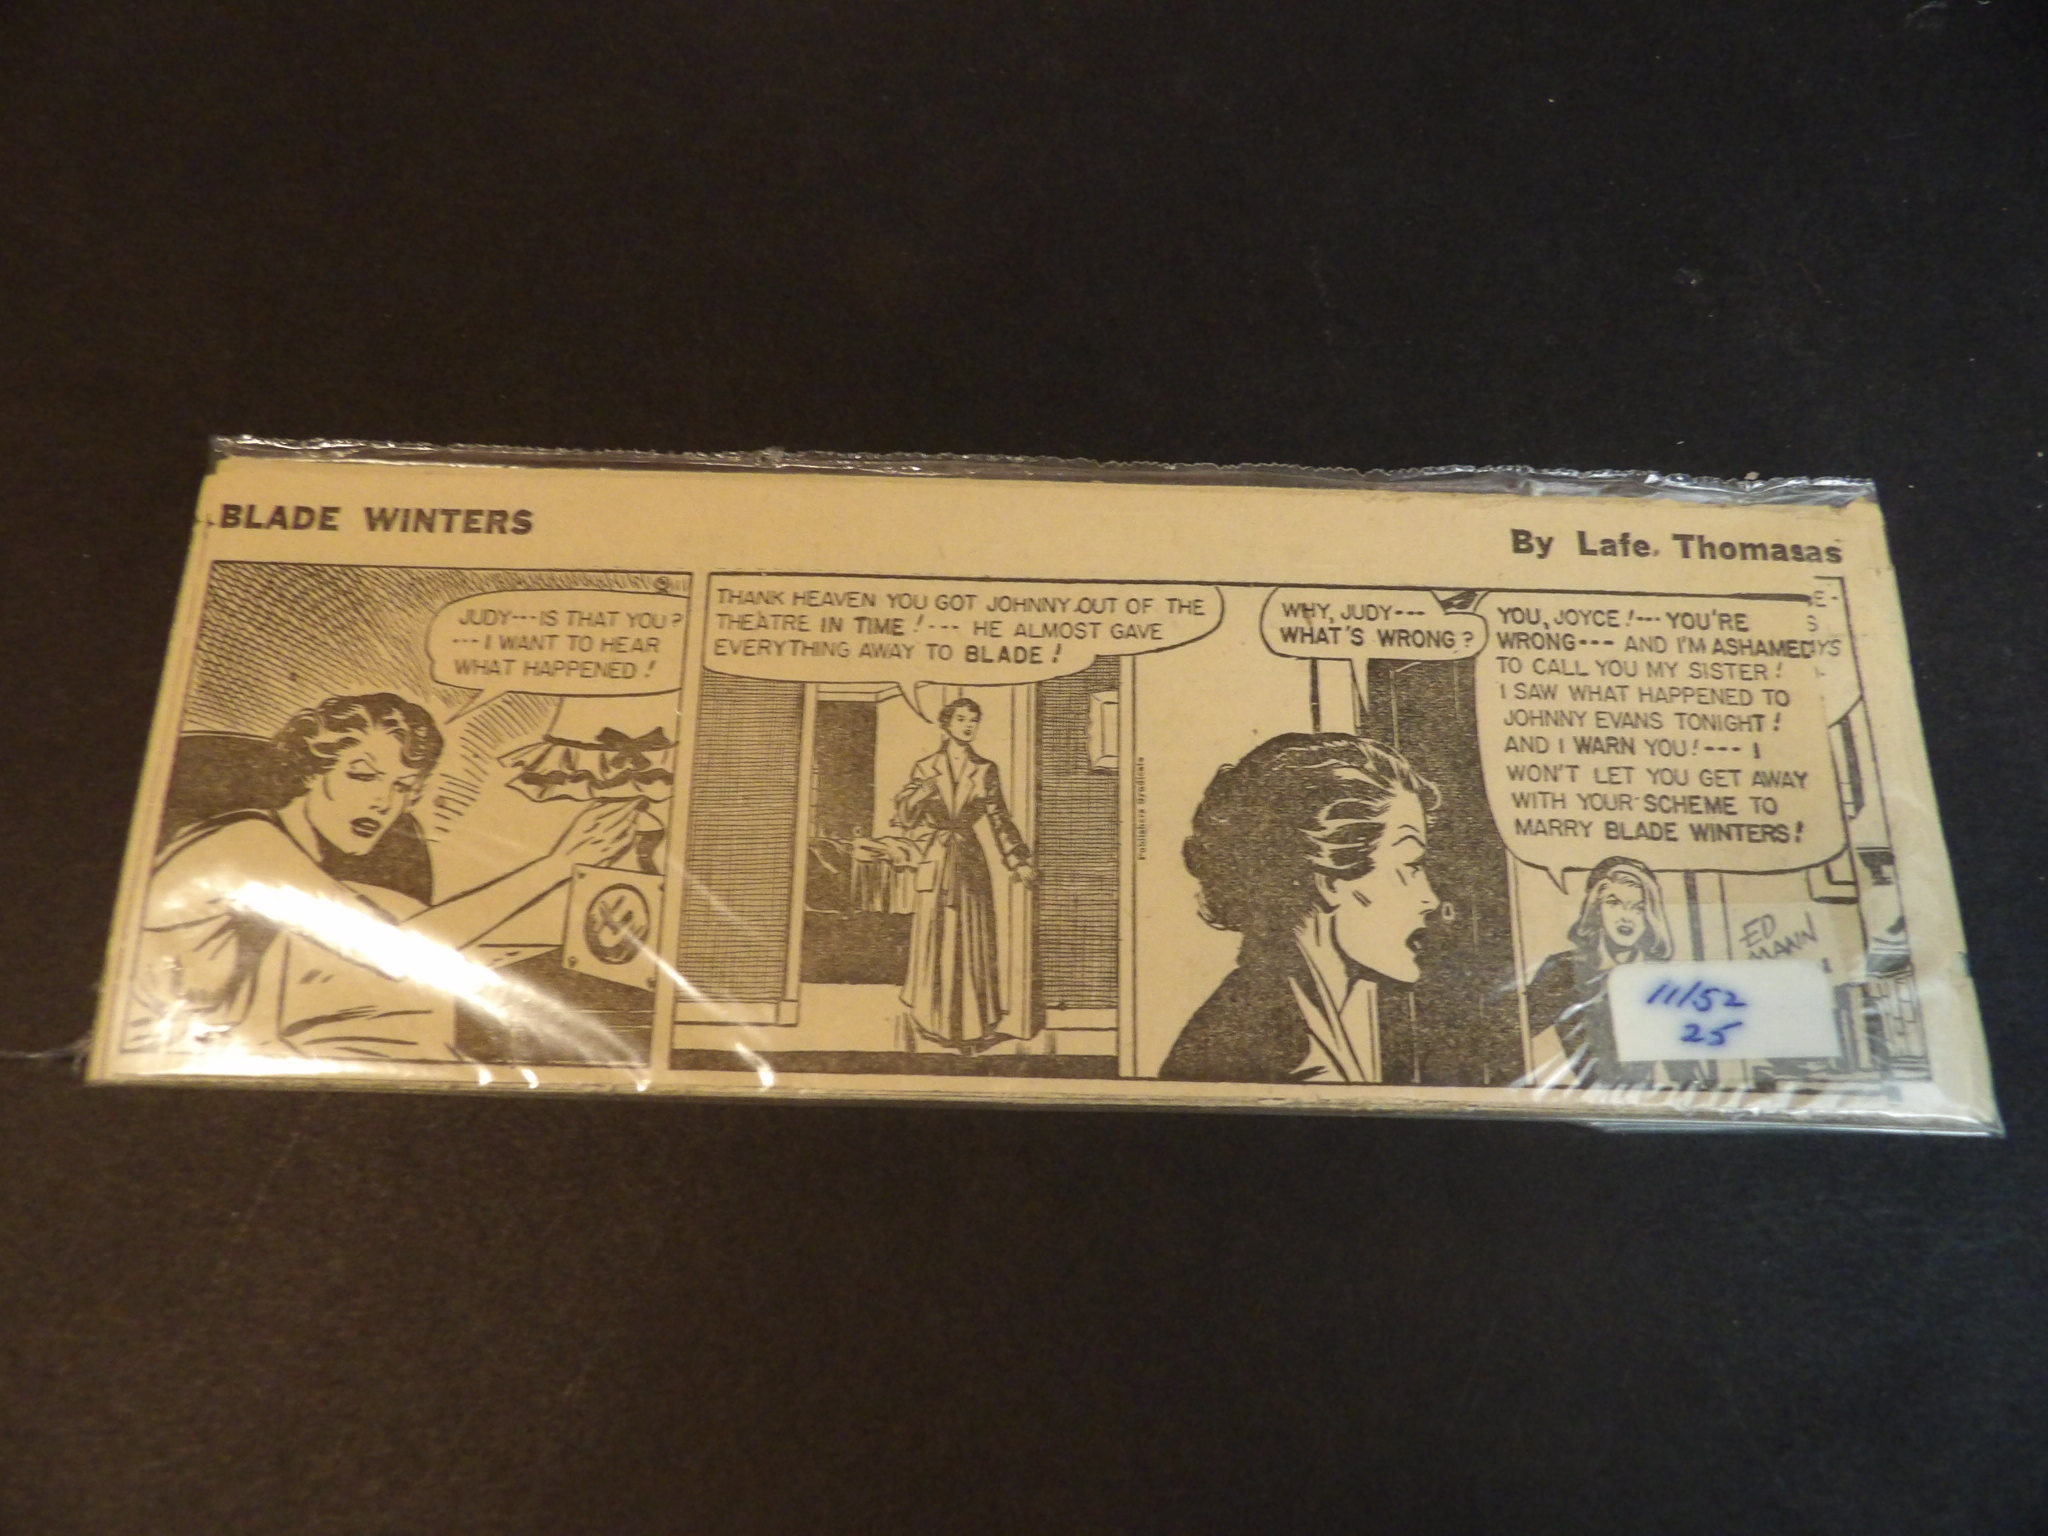 BLADE WINTERS
By Lafe Thomasas
JUDY---IS THAT YOU?
---I WANT TO HEAR
WHAT HAPPENED!
THANK HEAVEN YOU GOT JOHNNY OUT OF THE
THEATRE IN TIME!--- HE ALMOST GAVE
EVERYTHING AWAY TO BLADE!
Publishers Syndicate
WHY, JUDY---
WHAT'S WRONG?
YOU, JOYCE!---YOU'RE
WRONG--- AND I'M ASHAMED
TO CALL YOU MY SISTER!
I SAW WHAT HAPPENED TO
JOHNNY EVANS TONIGHT!
AND I WARN YOU!--- I
WON'T LET YOU GET AWAY
WITH YOUR SCHEME TO
MARRY BLADE WINTERS!
ED
MANN
11/52
25